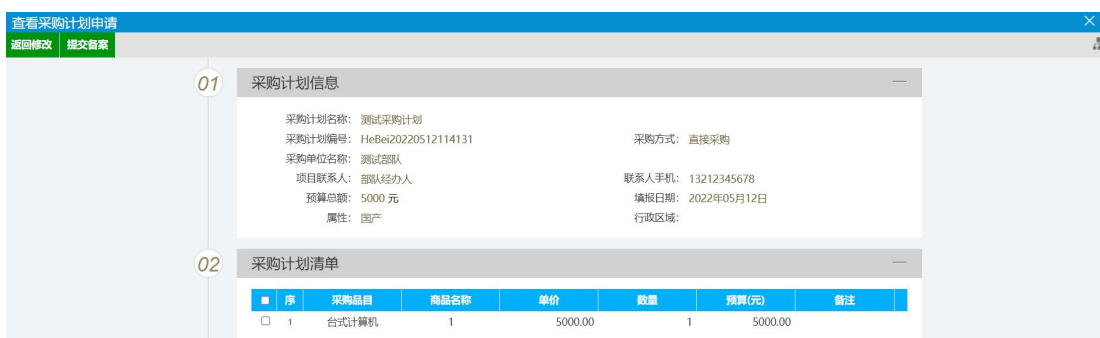 查看采购计划申请
返回修改 提交备案
01 采购计划信息
采购计划名称： 测试采购计划
采购计划编号： HeBei20220512114131 采购方式： 直接采购
采购单位名称： 测试部队
项目联系人： 部队经办人 联系人手机： 13212345678
预算总额： 5000 元 填报日期： 2022年05月12日
属性： 国产 行政区域：
02 采购计划清单
序 采购品目 商品名称 单价 数量 预算(元) 备注
1 台式计算机 1 5000.00 1 5000.00